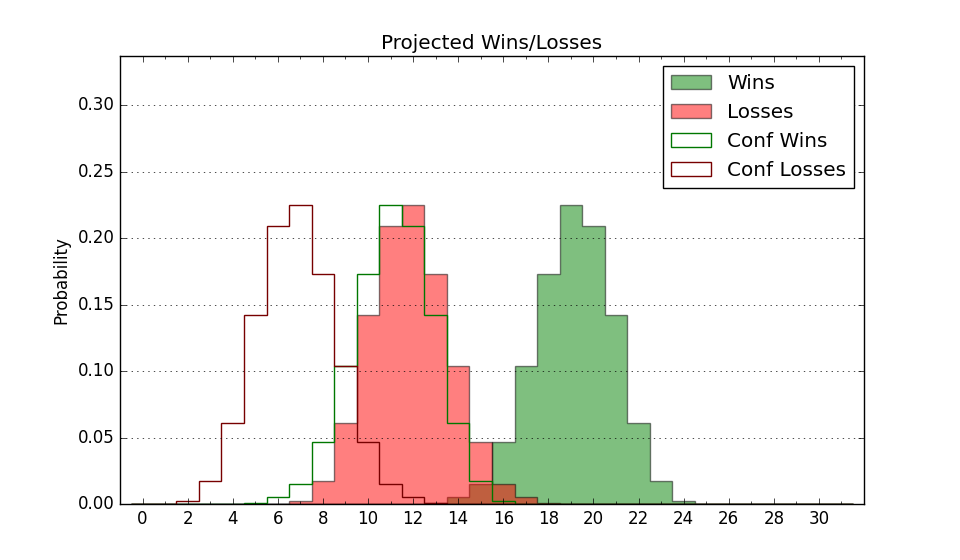 Projected Wins/Losses
Wins
Losses
Conf Wins
Conf Losses
Probability
0.30
0.25
0.20
0.15
0.10
0.05
0.00
0 2 4 6 8 10 12 14 16 18 20 22 24 26 28 30